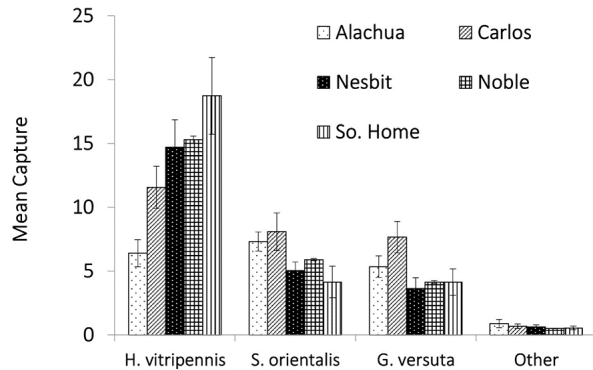 25
20
15
10
5
0
Mean Capture
Alachua
Carlos
Nesbit
Noble
So. Home
H. vitripennis
S. orientalis
G. versuta
Other